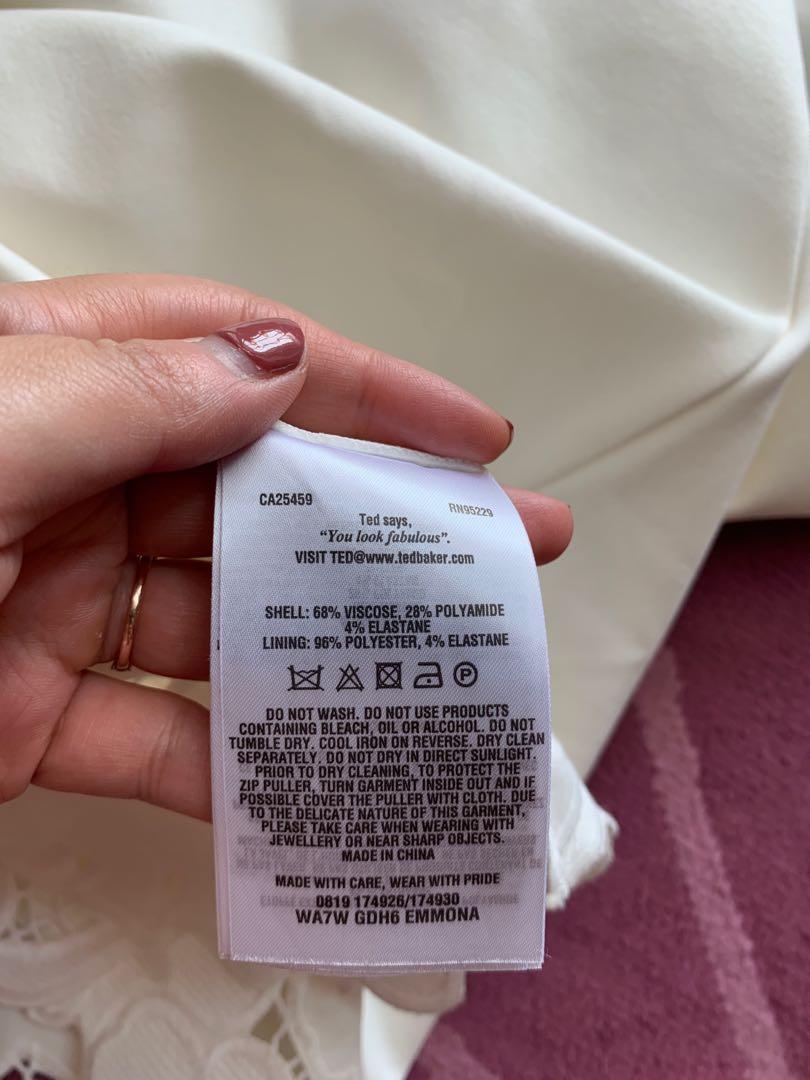 CA25459
RN95229
Ted says,
“You look fabulous”.
VISIT TED@www.tedbaker.com
SHELL: 68% VISCOSE, 28% POLYAMIDE
4% ELASTANE
LINING: 96% POLYESTER, 4% ELASTANE
P
DO NOT WASH. DO NOT USE PRODUCTS
CONTAINING BLEACH, OIL OR ALCOHOL. DO NOT
TUMBLE DRY. COOL IRON ON REVERSE. DRY CLEAN
SEPARATELY. DO NOT DRY IN DIRECT SUNLIGHT.
PRIOR TO DRY CLEANING, TO PROTECT THE
ZIP PULLER, TURN GARMENT INSIDE OUT AND IF
POSSIBLE COVER THE PULLER WITH CLOTH. DUE
TO THE DELICATE NATURE OF THIS GARMENT,
PLEASE TAKE CARE WHEN WEARING WITH
JEWELLERY OR NEAR SHARP OBJECTS.
MADE IN CHINA
MADE WITH CARE, WEAR WITH PRIDE
0819 174926/174930
WA7W GDH6 EMMONA